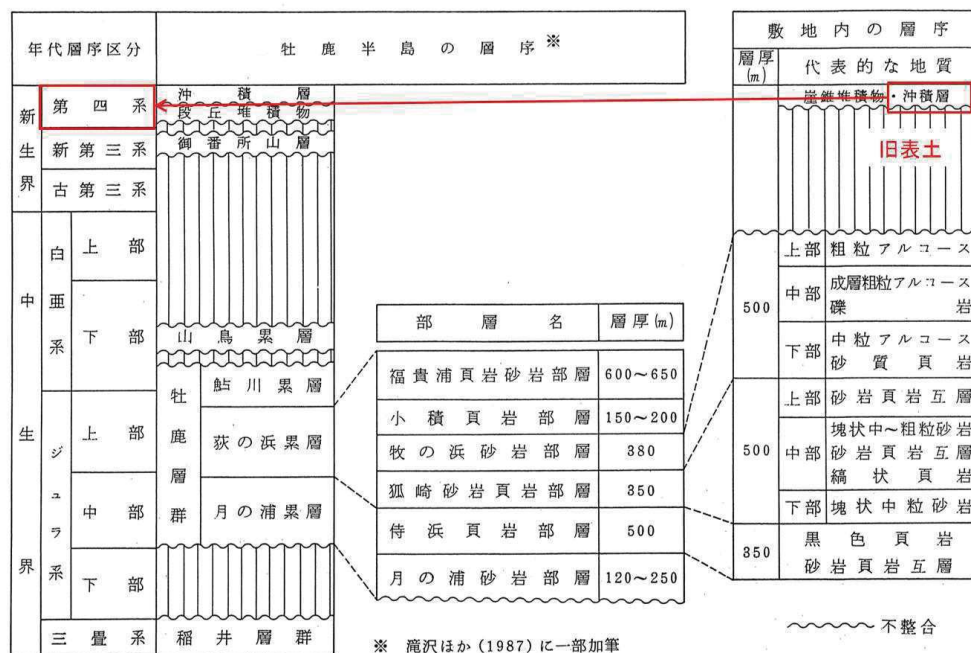 年代層序区分
牡鹿半島の層序※
敷地内の層序
層厚(m)
代表的な地質
新生界
第四系
新第三系
古第三系
沖積層
段丘堆積物
御番所山層
崖錐堆積物・沖積層
旧表土
中生界
白亜系
上部
下部
山鳥累層
ジュラ系
上部
中部
下部
三畳系
牡鹿層群
鮎川累層
荻の浜累層
月の浦累層
稲井層群
部層名
層厚(m)
福貴浦頁岩砂岩部層
600~650
小積頁岩部層
150~200
牧の浜砂岩部層
380
狐崎砂岩頁岩部層
350
侍浜頁岩部層
500
月の浦砂岩部層
120~250
500
上部
粗粒アルコース
中部
成層粗粒アルコース
礫岩
下部
中粒アルコース
砂質頁岩
500
上部
砂岩頁岩互層
中部
塊状中~粗粒砂岩
砂岩頁岩互層
縞状頁岩
下部
塊状中粒砂岩
350
黒色頁岩
砂岩頁岩互層
不整合
※ 滝沢ほか(1987)に一部加筆